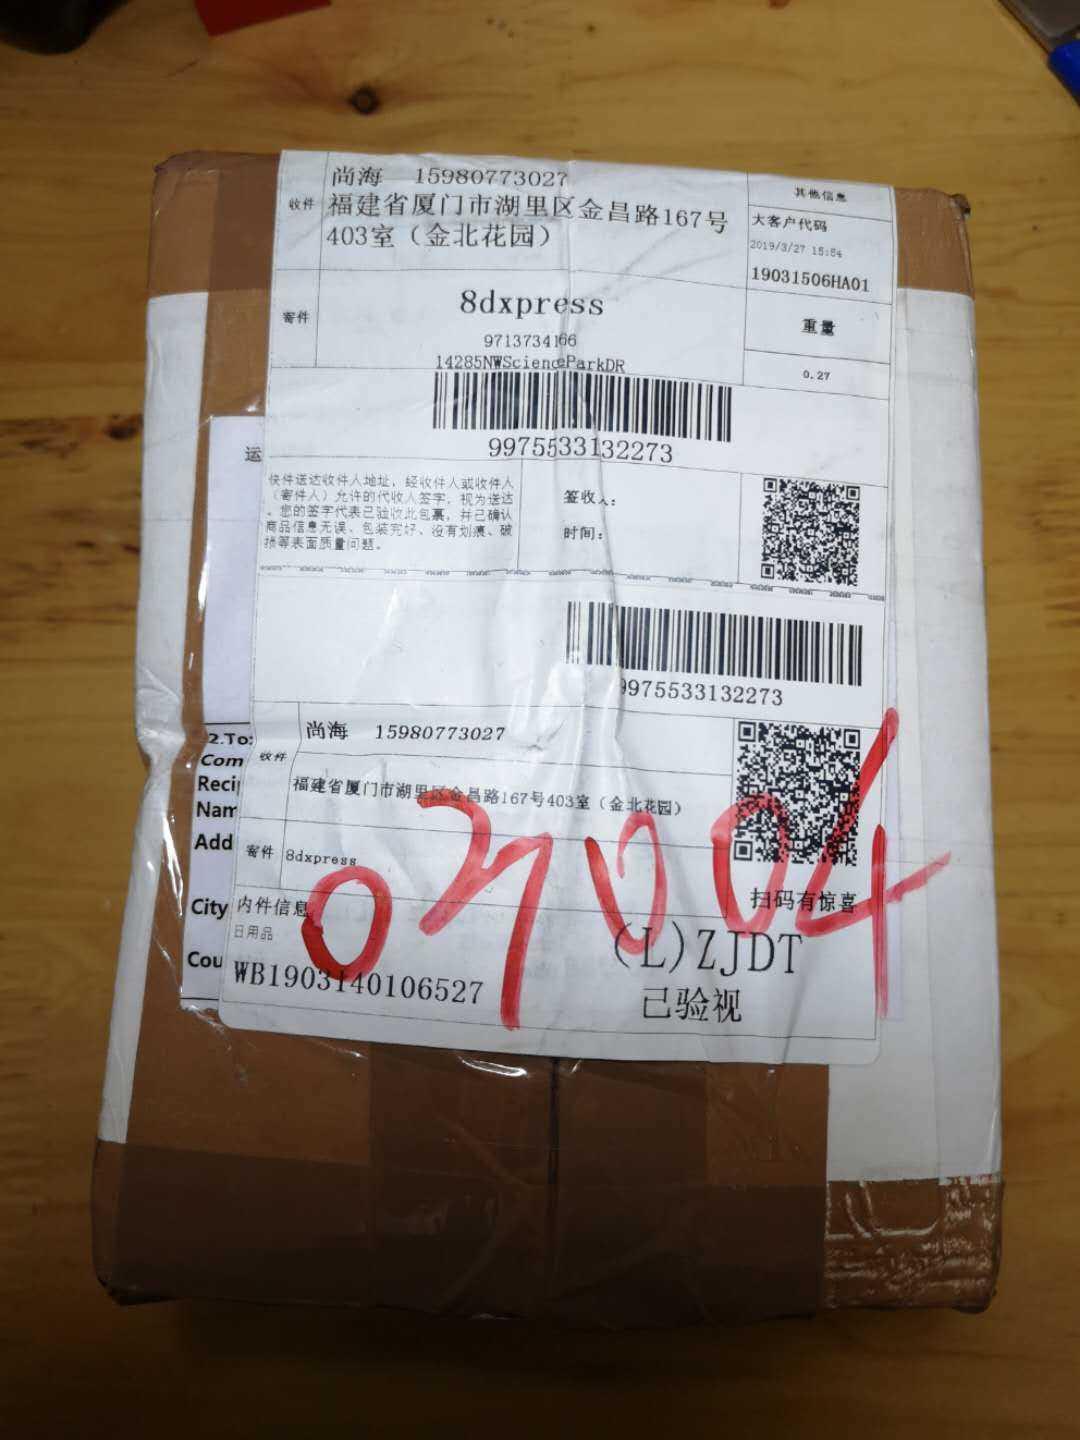 尚海 15980773027
收件
福建省厦门市湖里区金昌路167号
403室（金北花园）
其他信息
大客户代码
2019/3/27 15:54
19031506HA01
寄件
8dxpress
9713734166
14285NWScienceParkDR
重量
0.27
9975533132273
运
快件送达收件人地址，经收件人或收件人
（寄件人）允许的代收人签字，视为送达
。您的签字代表已验收此包裹，并已确认
商品信息无误、包装完好、没有划痕、破
损等表面质量问题。
签收人：
时间：
9975533132273
2.To:
Com
Reci
Nam
Add
City
Cou
收件
尚海 15980773027
福建省厦门市湖里区金昌路167号403室（金北花园）
寄件
8dxpress
扫码有惊喜
内件信息
日用品
WB1903140106527
(L)ZJDT
已验视